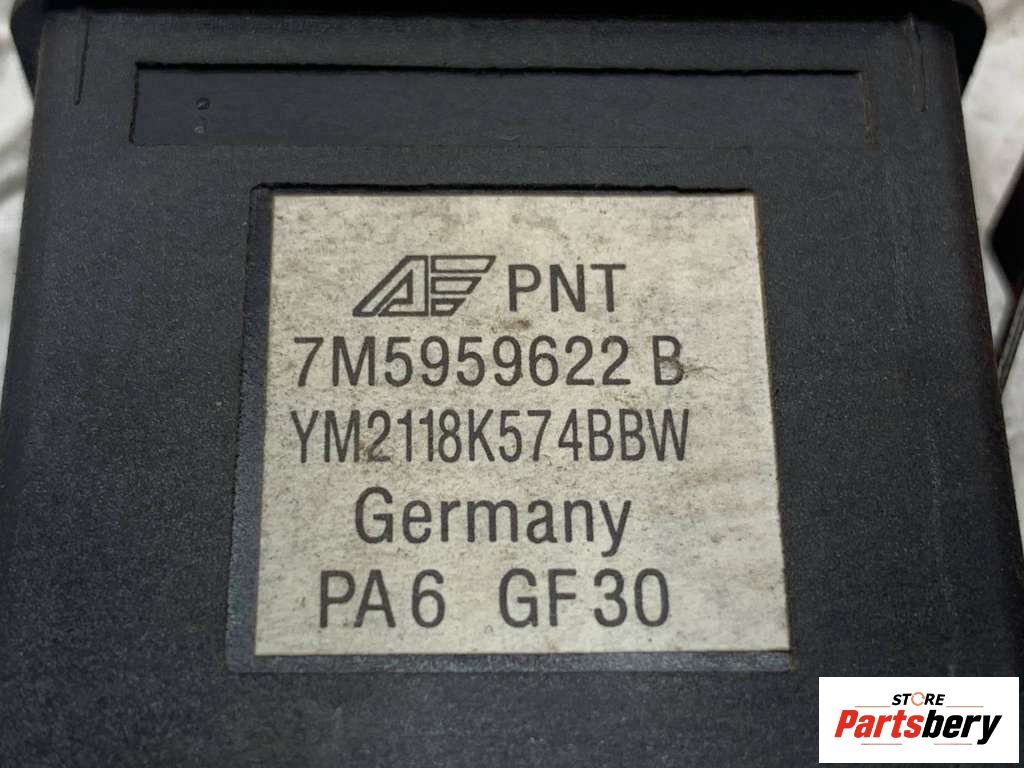 PNT
7M5959622 B
YM2118K574BBW
Germany
PA6 GF30
STORE
Partsbery